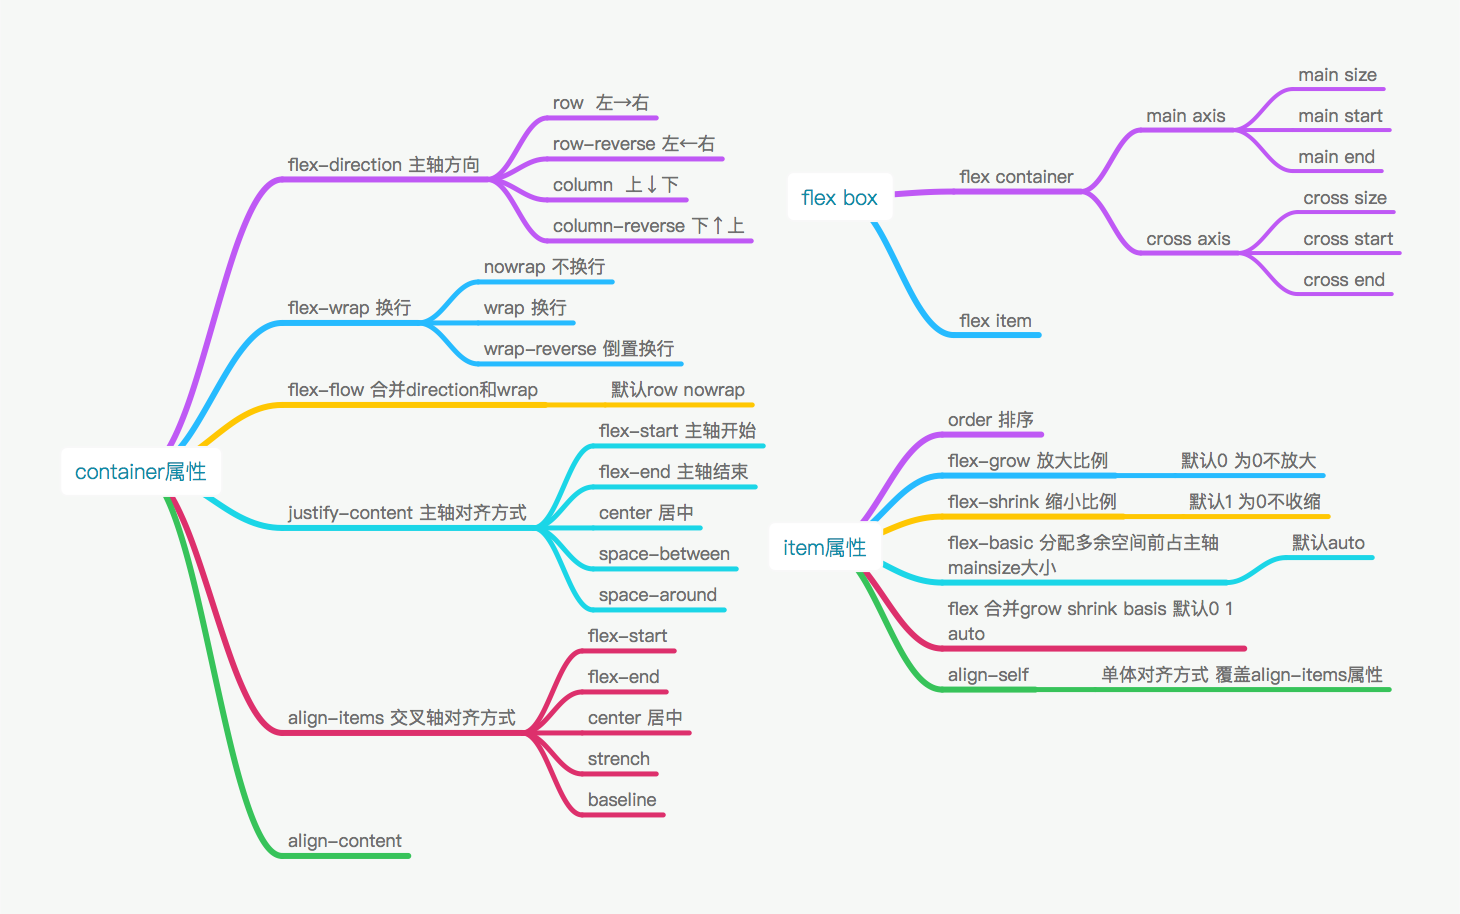 container属性
flex-direction 主轴方向
row 左→右
row-reverse 左←右
column 上↓下
column-reverse 下↑上
flex-wrap 换行
nowrap 不换行
wrap 换行
wrap-reverse 倒置换行
flex-flow 合并direction和wrap
默认row nowrap
justify-content 主轴对齐方式
flex-start 主轴开始
flex-end 主轴结束
center 居中
space-between
space-around
align-items 交叉轴对齐方式
flex-start
flex-end
center 居中
strench
baseline
align-content
flex box
flex container
main axis
main size
main start
main end
cross axis
cross size
cross start
cross end
flex item
item属性
order 排序
flex-grow 放大比例
默认0 为0不放大
flex-shrink 缩小比例
默认1 为0不收缩
flex-basic 分配多余空间前占主轴
mainsize大小
默认auto
flex 合并grow shrink basis 默认0 1
auto
align-self
单体对齐方式 覆盖align-items属性